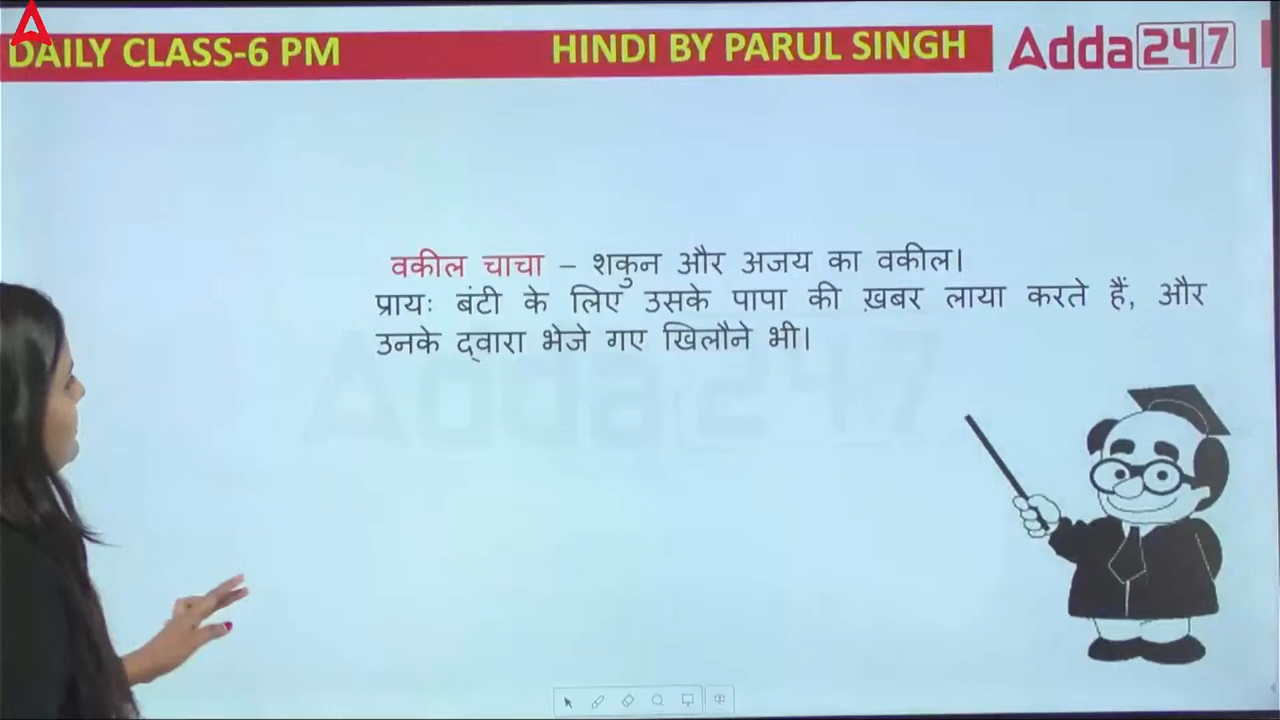 DAILY CLASS-6 PM HINDI BY PARUL SINGH Adda247
वकील चाचा – शकुन और अजय का वकील।
प्रायः बंटी के लिए उसके पापा की ख़बर लाया करते हैं, और
उनके द्वारा भेजे गए खिलौने भी।
Adda247